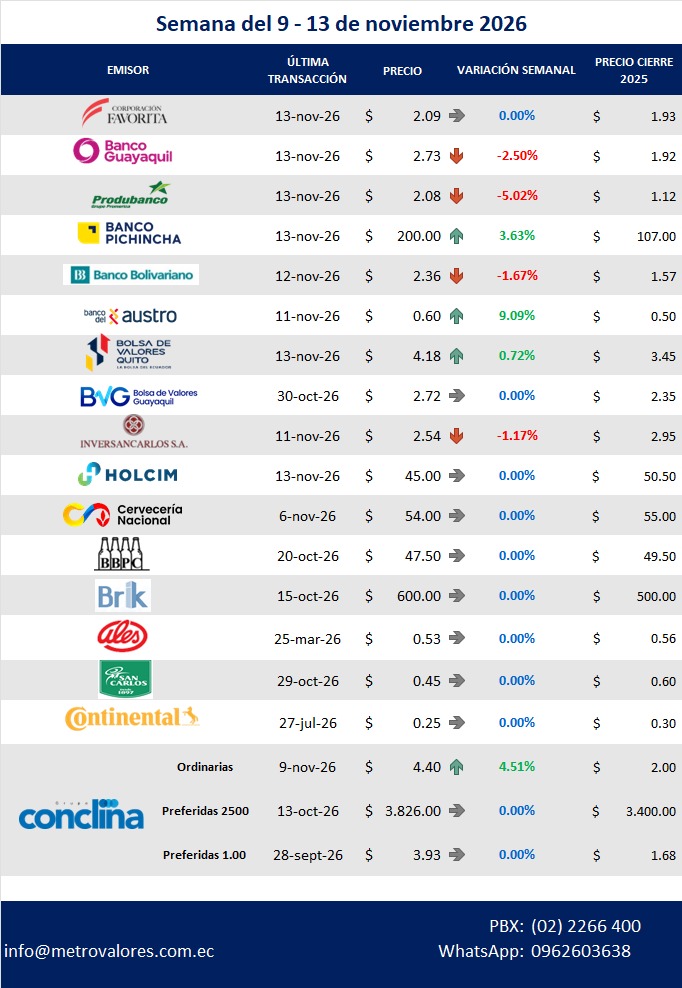 Semana del 9 - 13 de noviembre 2026
EMISOR ÚLTIMA TRANSACCIÓN PRECIO VARIACIÓN SEMANAL PRECIO CIERRE 2025
CORPORACIÓN FAVORITA 13-nov-26 $ 2.09 0.00% $ 1.93
Banco Guayaquil 13-nov-26 $ 2.73 -2.50% $ 1.92
Produbanco Grupo Promerica 13-nov-26 $ 2.08 -5.02% $ 1.12
BANCO PICHINCHA 13-nov-26 $ 200.00 3.63% $ 107.00
BB Banco Bolivariano 12-nov-26 $ 2.36 -1.67% $ 1.57
banco del austro 11-nov-26 $ 0.60 9.09% $ 0.50
BOLSA DE VALORES QUITO LA BOLSA DEL ECUADOR 13-nov-26 $ 4.18 0.72% $ 3.45
BVG Bolsa de Valores Guayaquil 30-oct-26 $ 2.72 0.00% $ 2.35
INVERSANCARLOS S.A. 11-nov-26 $ 2.54 -1.17% $ 2.95
HOLCIM 13-nov-26 $ 45.00 0.00% $ 50.50
Cervecería Nacional 6-nov-26 $ 54.00 0.00% $ 55.00
BBPC 20-oct-26 $ 47.50 0.00% $ 49.50
Brik 15-oct-26 $ 600.00 0.00% $ 500.00
ales 25-mar-26 $ 0.53 0.00% $ 0.56
SAN CARLOS 1897 29-oct-26 $ 0.45 0.00% $ 0.60
Continental 27-jul-26 $ 0.25 0.00% $ 0.30
Ordinarias 9-nov-26 $ 4.40 4.51% $ 2.00
Grupo conclina Preferidas 2500 13-oct-26 $ 3.826.00 0.00% $ 3.400.00
Preferidas 1.00 28-sept-26 $ 3.93 0.00% $ 1.68
PBX: (02) 2266 400
info@metrovalores.com.ec WhatsApp: 0962603638